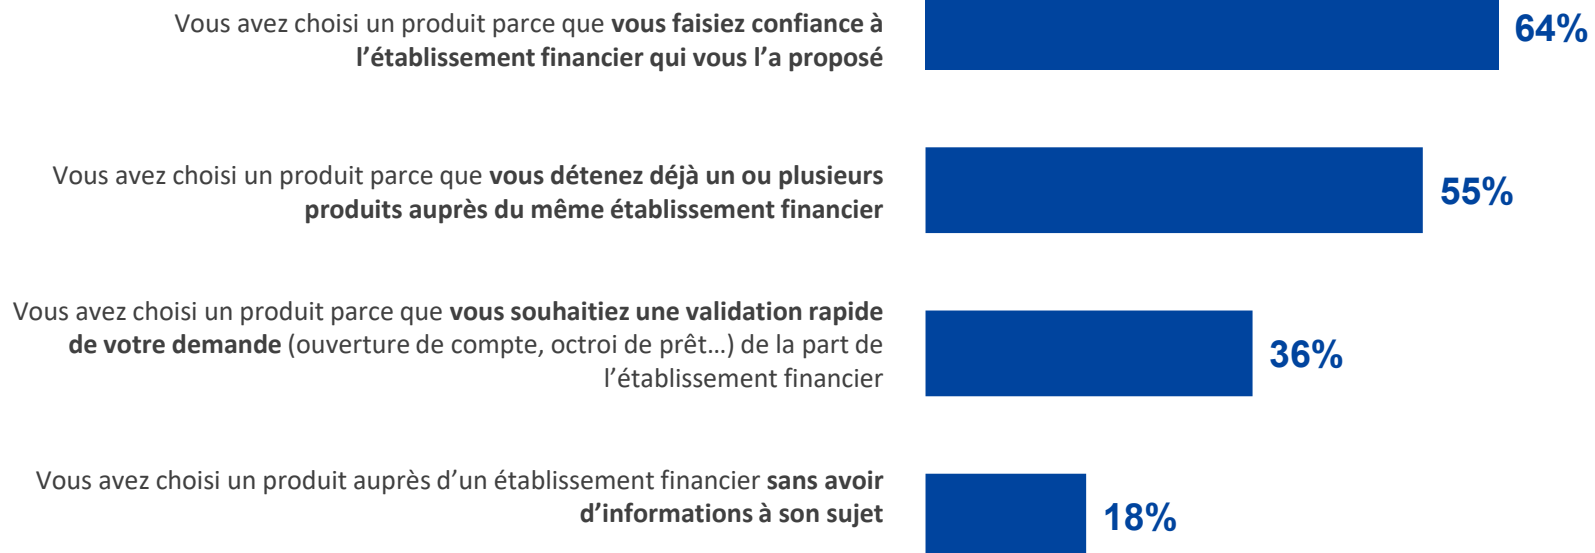 Vous avez choisi un produit parce que vous faisiez confiance à
l’établissement financier qui vous l’a proposé
64%
Vous avez choisi un produit parce que vous détenez déjà un ou plusieurs
produits auprès du même établissement financier
55%
Vous avez choisi un produit parce que vous souhaitiez une validation rapide
de votre demande (ouverture de compte, octroi de prêt…) de la part de
l’établissement financier
36%
Vous avez choisi un produit auprès d’un établissement financier sans avoir
d’informations à son sujet
18%